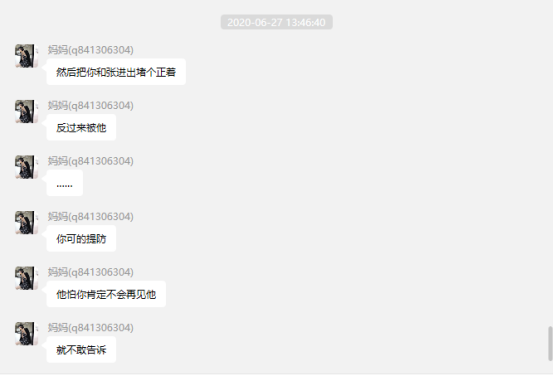 2020-06-27 13:46:40
妈妈(q841306304)
然后把你和张进出堵个正着
妈妈(q841306304)
反过来被他
妈妈(q841306304)
......
妈妈(q841306304)
你可的提防
妈妈(q841306304)
他怕你肯定不会再见他
妈妈(q841306304)
就不敢告诉